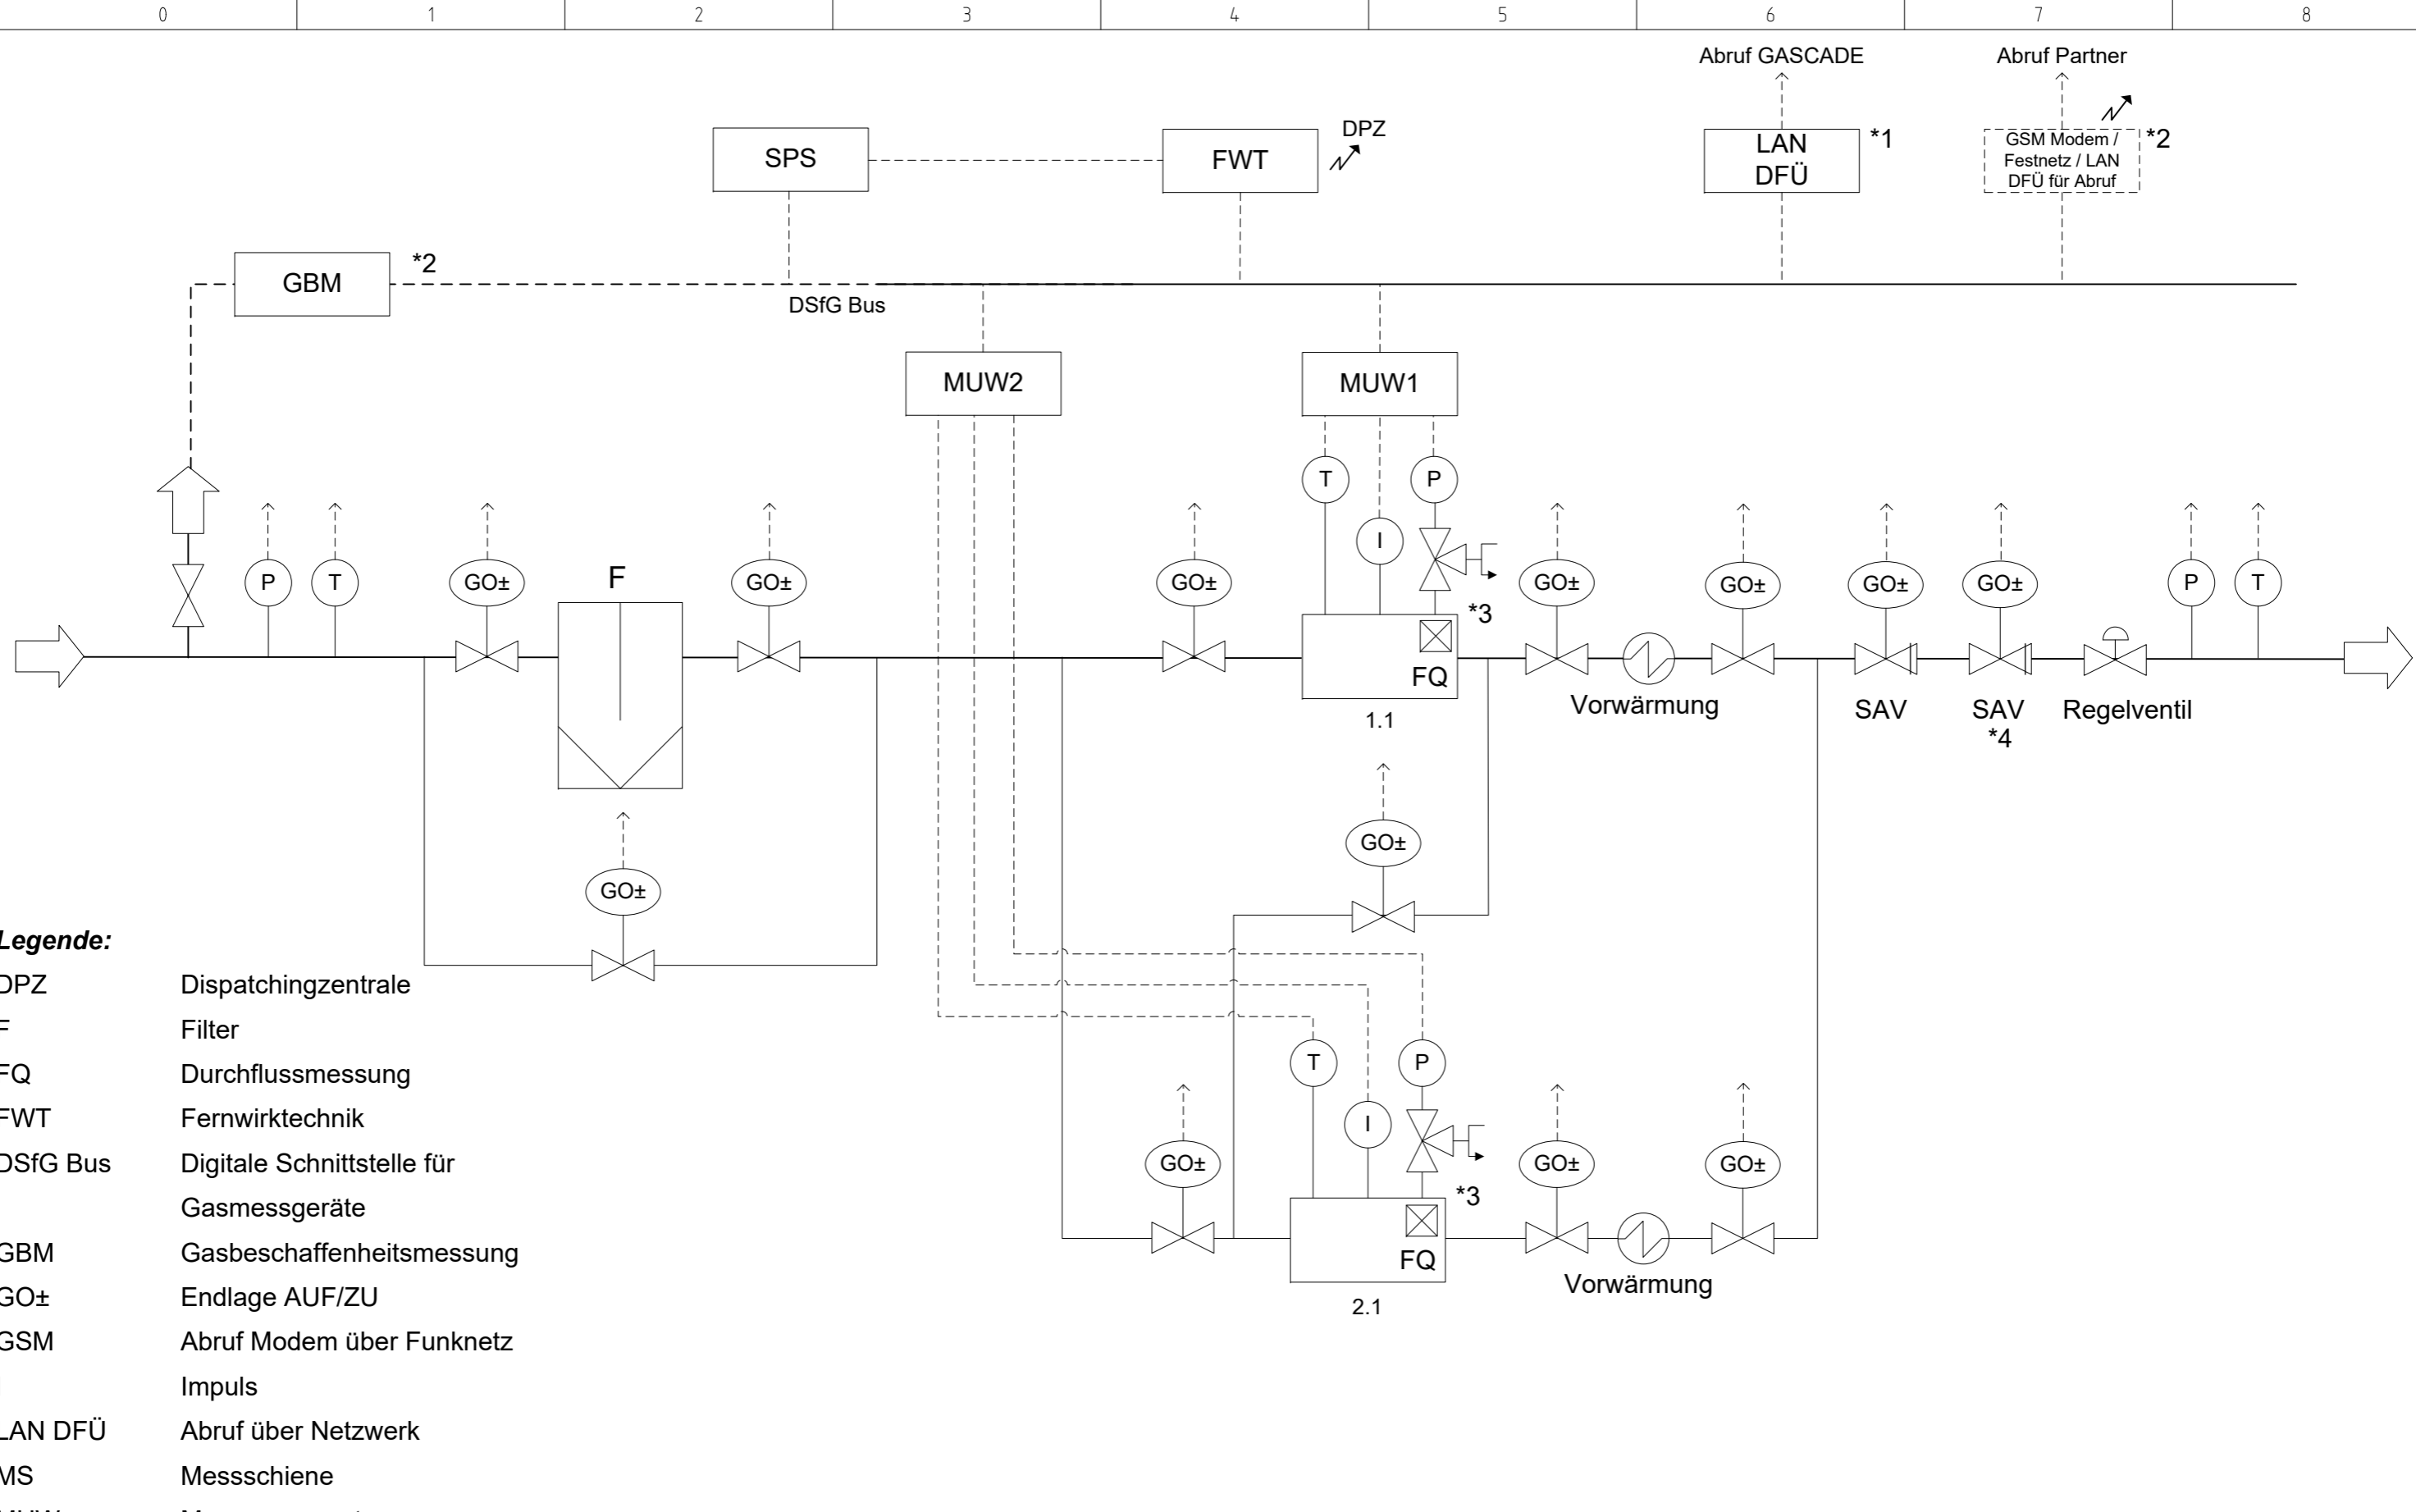 0 1 2 3 4 5 6 7 8
Abruf GASCADE Abruf Partner
DPZ
SPS FWT LAN DFÜ *1 GSM Modem / *2
Festnetz / LAN
DFÜ für Abruf
GBM *2
DSfG Bus
MUW2 MUW1
T P
I
P T GO± F GO± GO± GO± GO± GO± GO± P T
*3
FQ
1.1
Vorwärmung SAV SAV Regelventil
*4
GO±
GO±
T P
I
GO± GO± GO±
*3
FQ
2.1
Vorwärmung
Legende:
DPZ Dispatchingzentrale
F Filter
FQ Durchflussmessung
FWT Fernwirktechnik
DSfG Bus Digitale Schnittstelle für
Gasmessgeräte
GBM Gasbeschaffenheitsmessung
GO± Endlage AUF/ZU
GSM Abruf Modem über Funknetz
Impuls
LAN DFÜ Abruf über Netzwerk
MS Messschiene